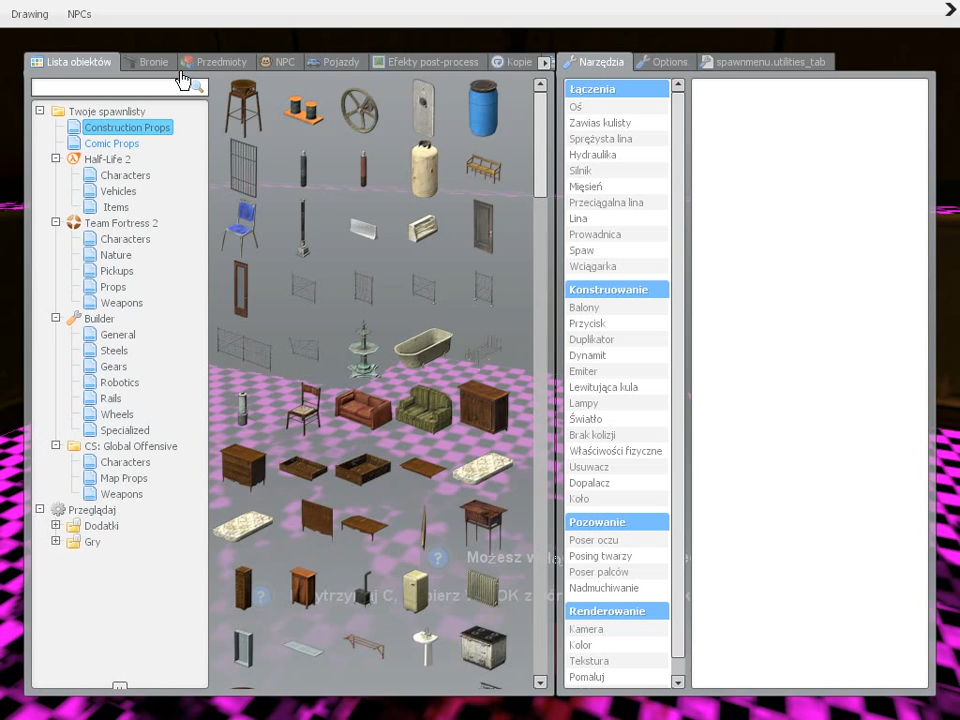 Drawing NPCs
Lista obiektów Bronie Przedmioty NPC Pojazdy Efekty post-process Kopie
Narzędzia Options spawnmenu.utilities_tab
Twoje spawnlisty
Construction Props
Comic Props
Half-Life 2
Characters
Vehicles
Items
Team Fortress 2
Characters
Nature
Pickups
Props
Weapons
Builder
General
Steels
Gears
Robotics
Rails
Wheels
Specialized
CS: Global Offensive
Characters
Map Props
Weapons
Przeglądaj
Dodatki
Gry
Możesz
C, OK
Łączenia
Oś
Zawias kulisty
Sprężysta lina
Hydraulika
Silnik
Mięsień
Przeciągalna lina
Lina
Prowadnica
Spaw
Wciągarka
Konstruowanie
Balony
Przycisk
Duplikator
Dynamit
Emiter
Lewitująca kula
Lampy
Światło
Brak kolizji
Właściwości fizyczne
Usuwacz
Dopalacz
Koło
Pozowanie
Poser oczu
Posing twarzy
Poser palców
Nadmuchiwanie
Renderowanie
Kamera
Kolor
Tekstura
Pomaluj